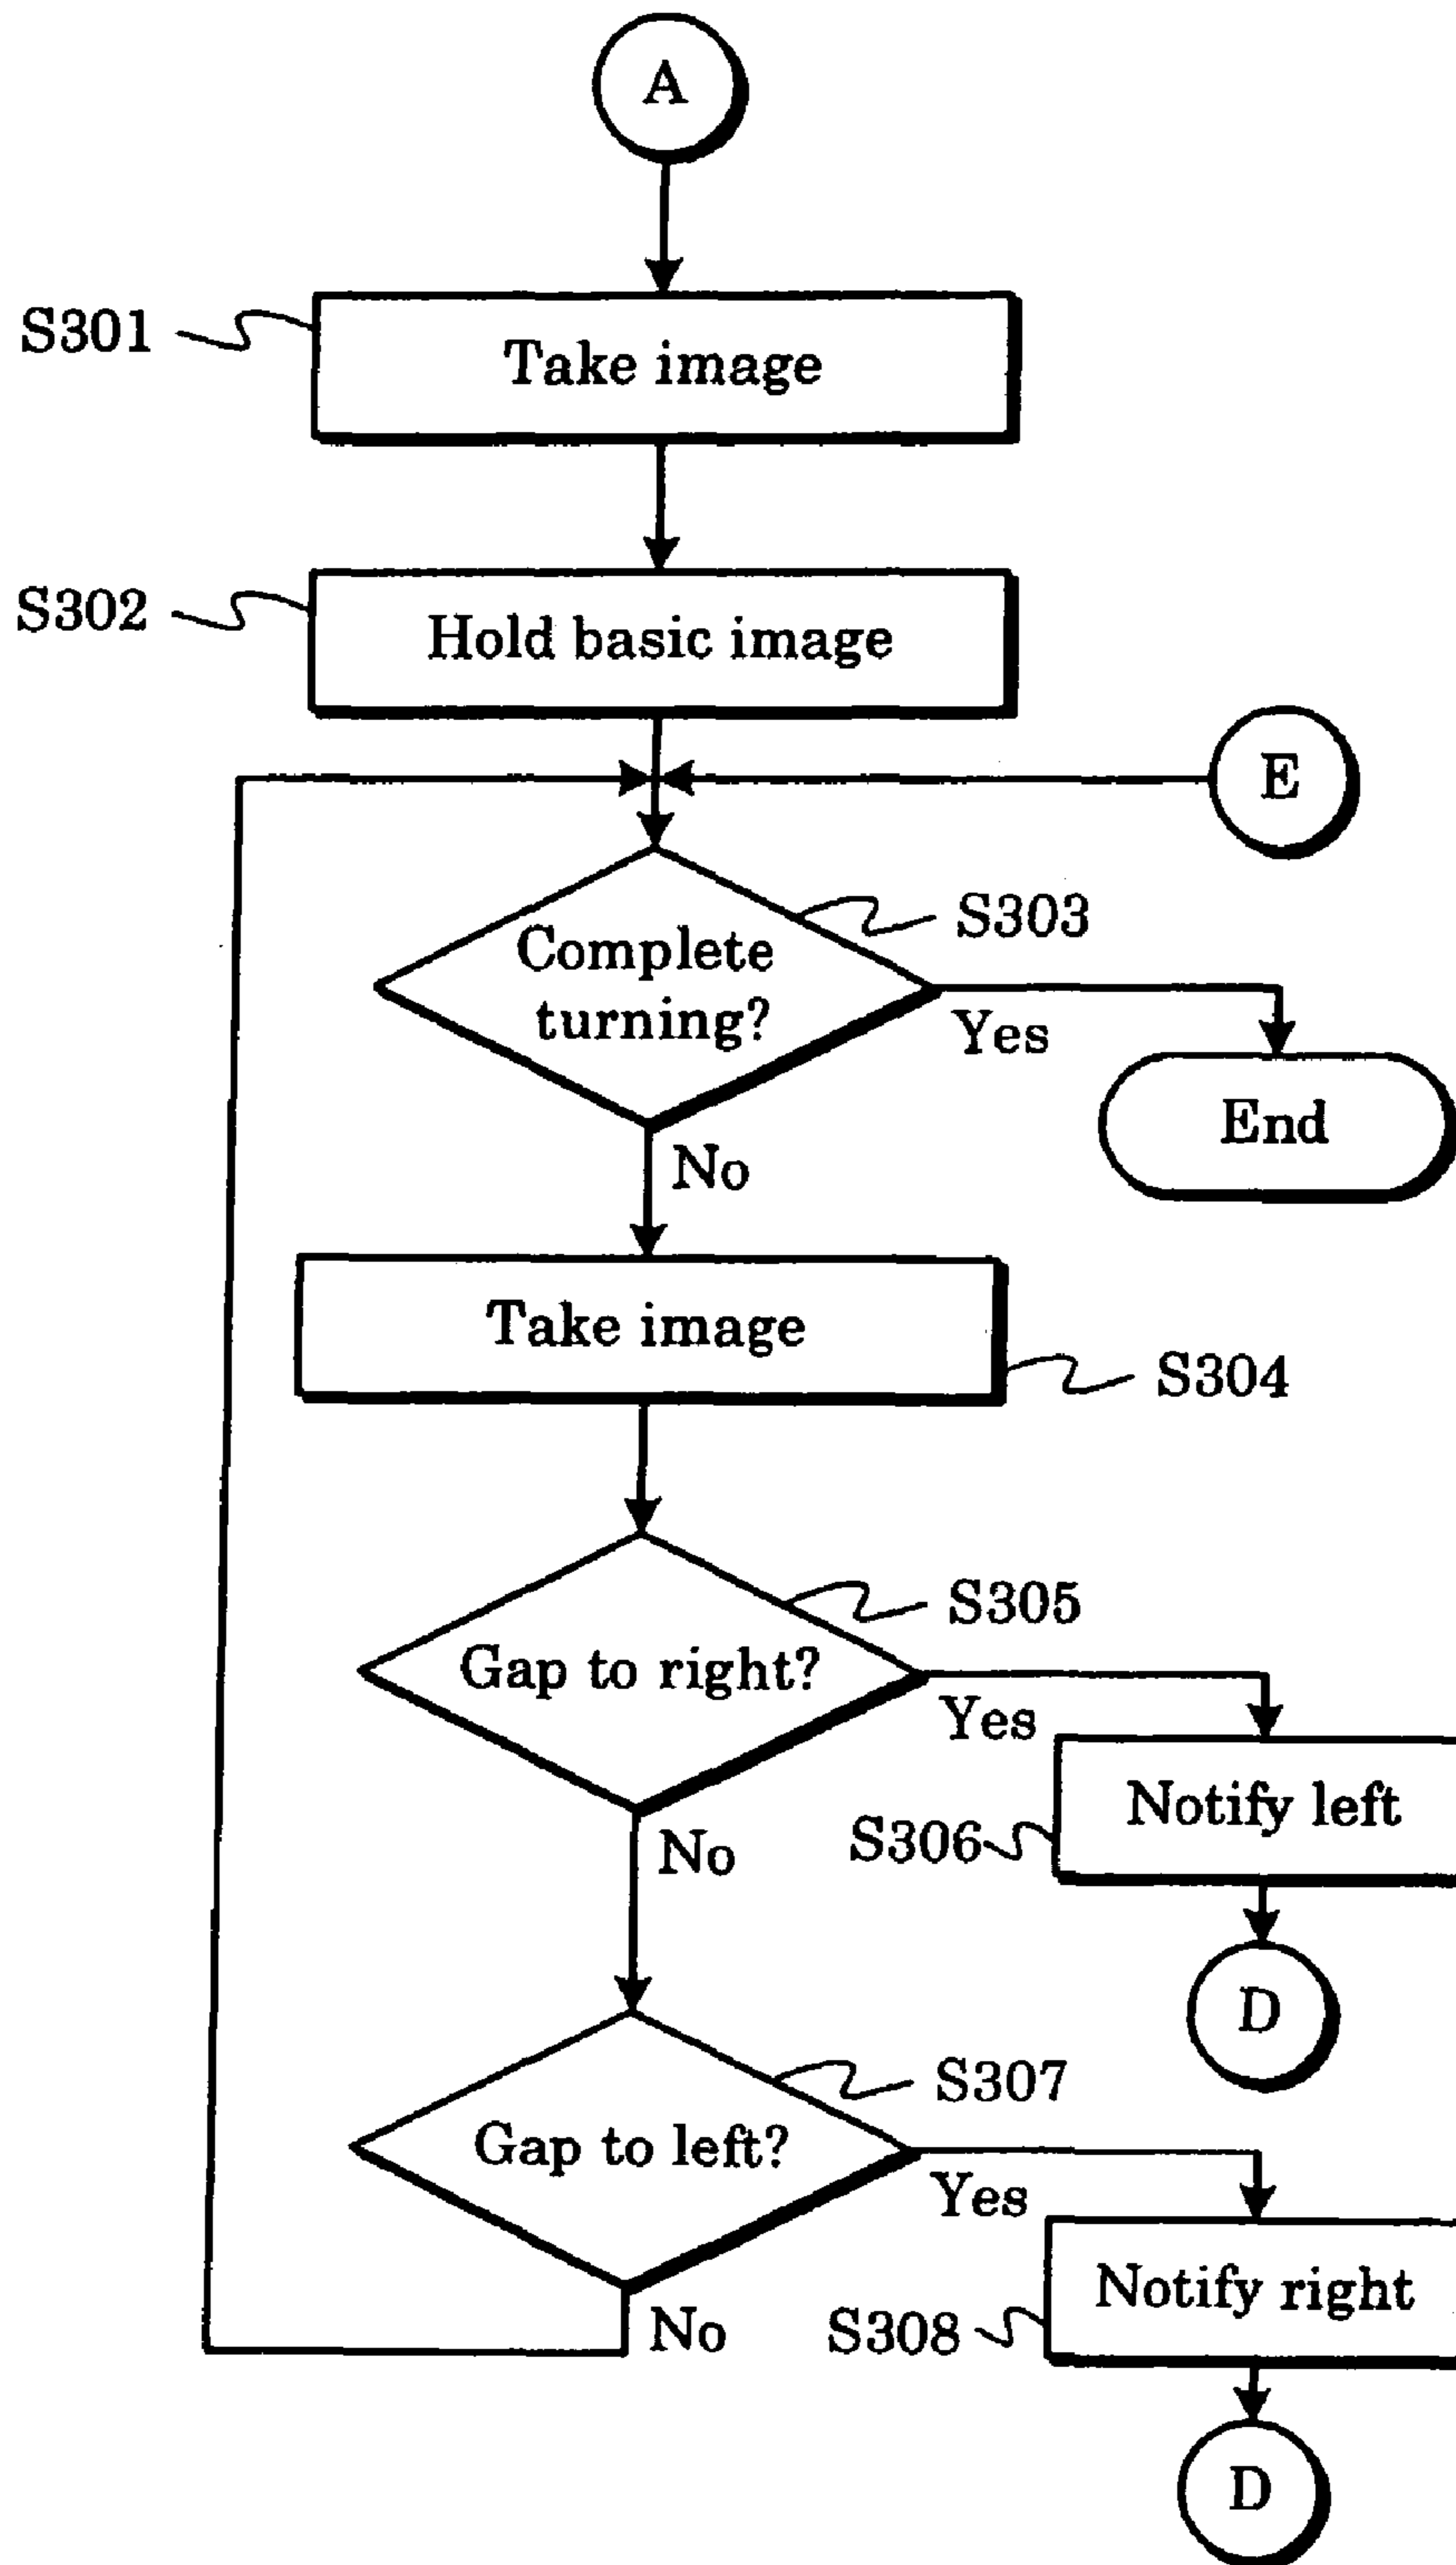 A
S301
Take image
S302
Hold basic image
E
S303
Complete
turning?
Yes
End
No
Take image
S304
S305
Gap to right?
Yes
Notify left
S306
No
D
S307
Gap to left?
Yes
Notify right
S308
No
D